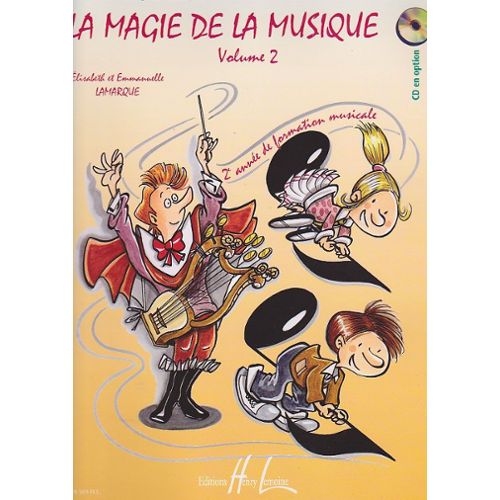 LA MAGIE DE LA MUSIQUE
Volume 2
Elisabeth et Emmanuelle
LAMARQUE
CD en option
2e année de formation musicale
Editions Henry Lemoine
HL